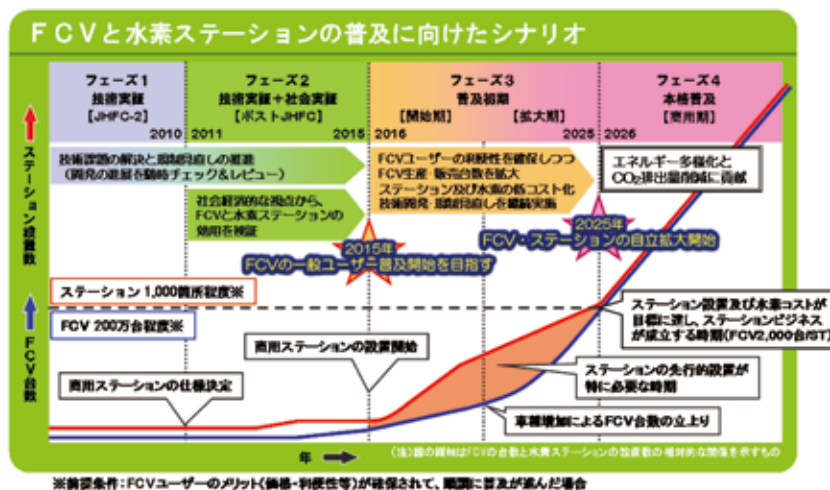 FCVと水素ステーションの普及に向けたシナリオ
フェーズ1
技術実証
【JHFC-2】
2010
フェーズ2
技術実証+社会実証
【ポストJHFC】
2011
2015
フェーズ3
普及初期
【開始期】
【拡大期】
2016
2025
フェーズ4
本格普及
【商用期】
2026
技術課題の解決と規制見直しの推進
(開発の進展を随時チェック&レビュー)
社会経済的な視点から、
FCVと水素ステーションの
効用を検証
FCVユーザーの利便性を確保しつつ
FCV生産・販売台数を拡大
ステーション及び水素の低コスト化
技術開発・規制見直しを継続実施
エネルギー多様化と
CO₂排出量削減に貢献
2015年
FCVの一般ユーザー普及開始を目指す
2025年
FCV・ステーションの自立拡大開始
ステーション設置数
FCV台数
ステーション1,000箇所程度※
FCV 200万台程度※
商用ステーションの仕様決定
商用ステーションの設置開始
ステーション設置及び水素コストが
目標に達し、ステーションビジネス
が成立する時期(FCV2,000台/ST)
ステーションの先行的設置が
特に必要な時期
車種増加によるFCV台数の立上り
年
(注)図の縦軸はFCVの台数と水素ステーションの設置数の相対的な関係を示すもの
※前提条件:FCVユーザーのメリット(価格・利便性等)が確保されて、順調に普及が進んだ場合